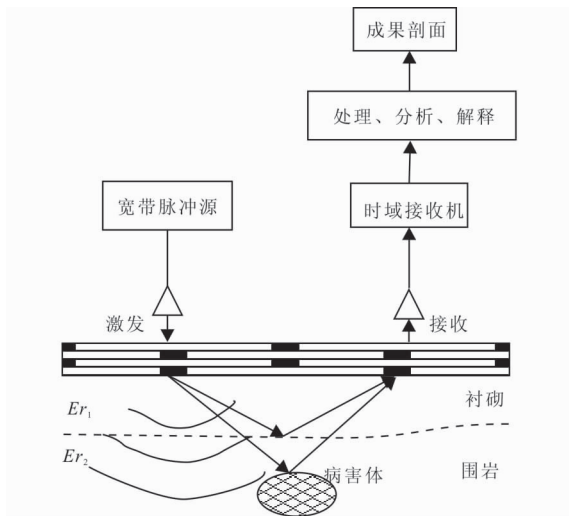 成果剖面
处理、分析、解释
宽带脉冲源
时域接收机
激发
接收
衬砌
Er₁
Er₂
病害体
围岩